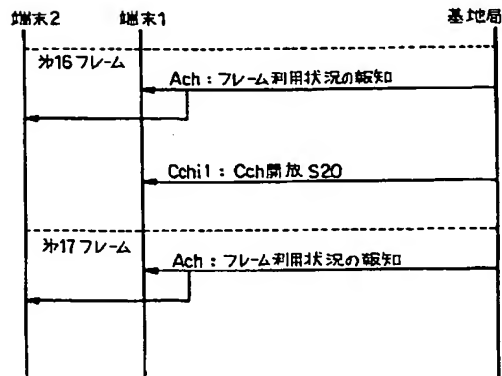 端末2 端末1 基地局
第16フレーム
Ach：フレーム利用状況の報知
Cchi1：Cch開放 S20
第17フレーム
Ach：フレーム利用状況の報知